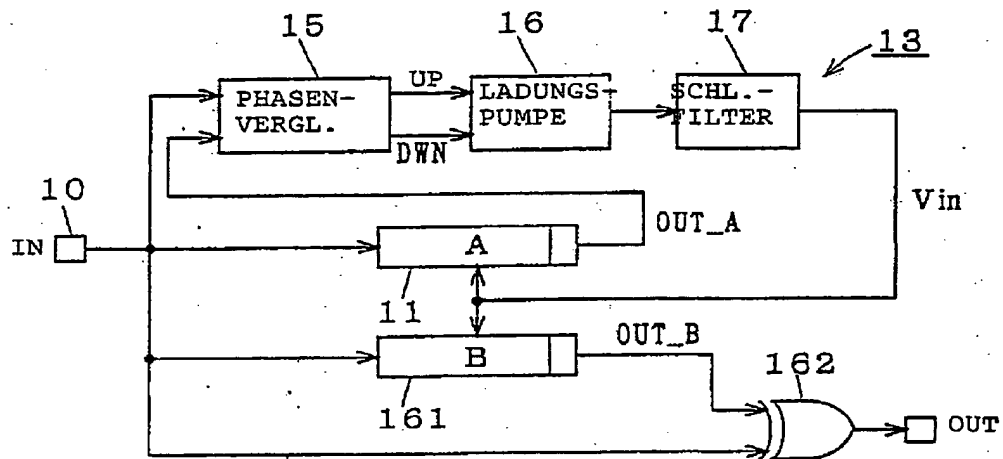 15
16
17
13
PHASEN-
VERGL.
UP
DWN
LADUNGS-
PUMPE
SCHL.-
FILTER
10
IN
Vin
OUT_A
A
11
B
OUT_B
161
162
OUT